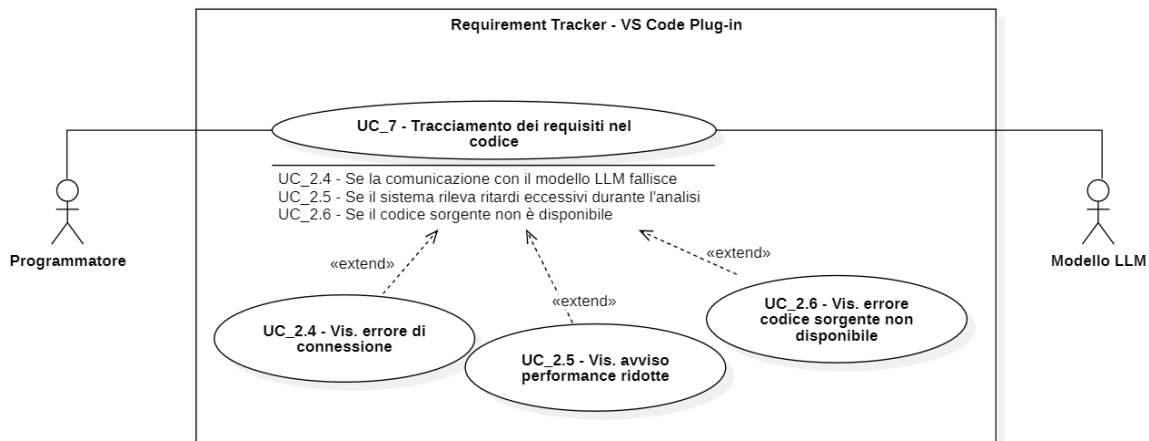 Requirement Tracker - VS Code Plug-in
UC_7 - Tracciamento dei requisiti nel
codice
UC_2.4 - Se la comunicazione con il modello LLM fallisce
UC_2.5 - Se il sistema rileva ritardi eccessivi durante l'analisi
UC_2.6 - Se il codice sorgente non è disponibile
Programmatore
Modello LLM
«extend»
«extend»
«extend»
UC_2.4 - Vis. errore di
connessione
UC_2.5 - Vis. avviso
performance ridotte
UC_2.6 - Vis. errore
codice sorgente non
disponibile